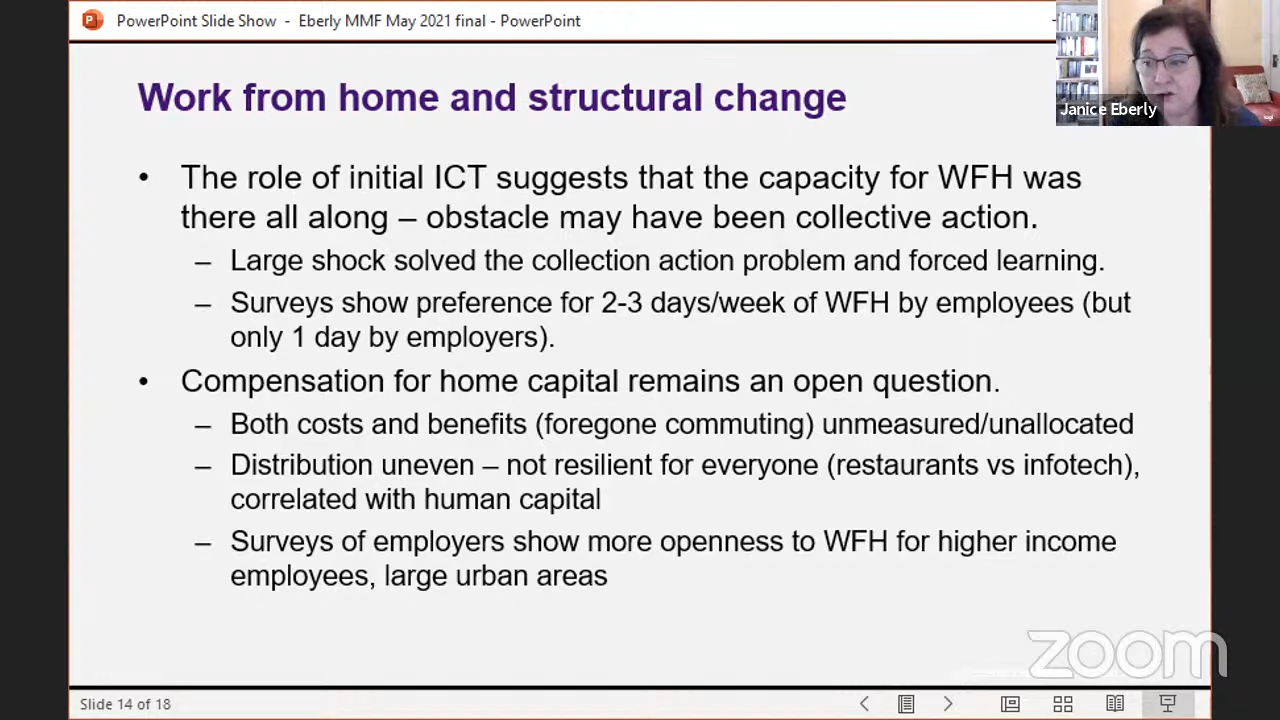 PowerPoint Slide Show - Eberly MMF May 2021 final - PowerPoint
Janice Eberly
Work from home and structural change
• The role of initial ICT suggests that the capacity for WFH was
there all along – obstacle may have been collective action.
– Large shock solved the collection action problem and forced learning.
– Surveys show preference for 2-3 days/week of WFH by employees (but
only 1 day by employers).
• Compensation for home capital remains an open question.
– Both costs and benefits (foregone commuting) unmeasured/unallocated
– Distribution uneven – not resilient for everyone (restaurants vs infotech),
correlated with human capital
– Surveys of employers show more openness to WFH for higher income
employees, large urban areas
zoom
Slide 14 of 18